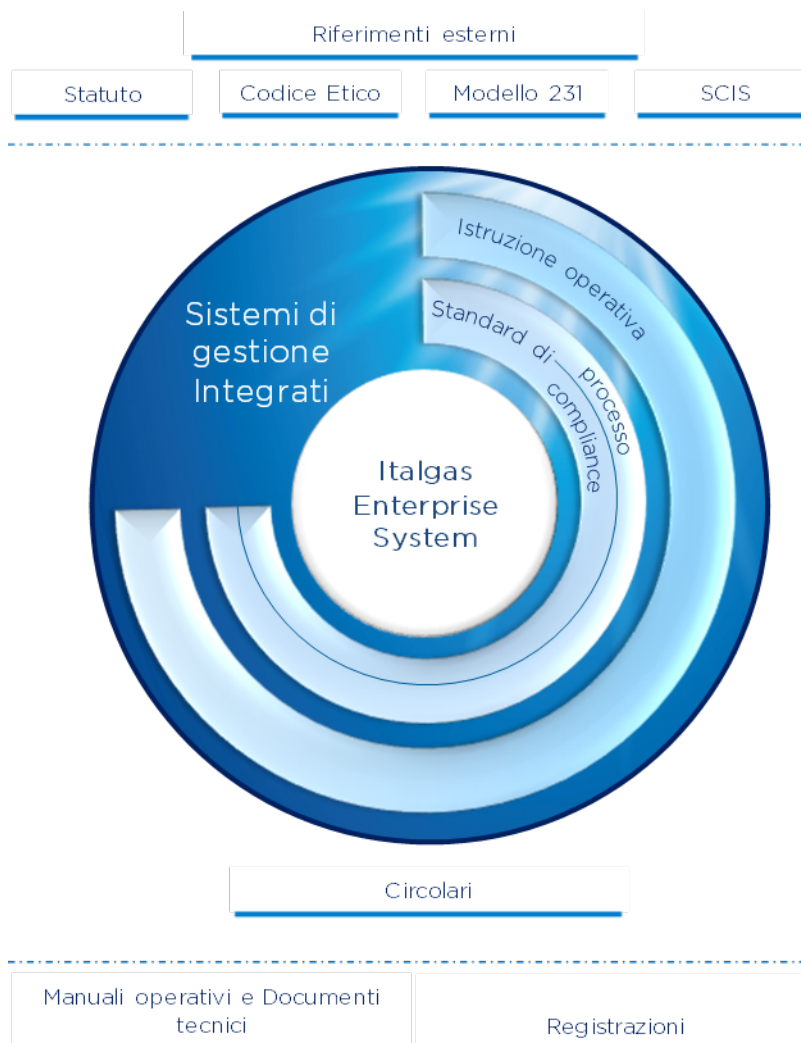 Riferimenti esterni
Statuto
Codice Etico
Modello 231
SCIS
Istruzione operativa
Sistemi di
gestione
Integrati
Standard di
processo
compliance
Italgas
Enterprise
System
Circolari
Manuali operativi e Documenti
tecnici
Registrazioni